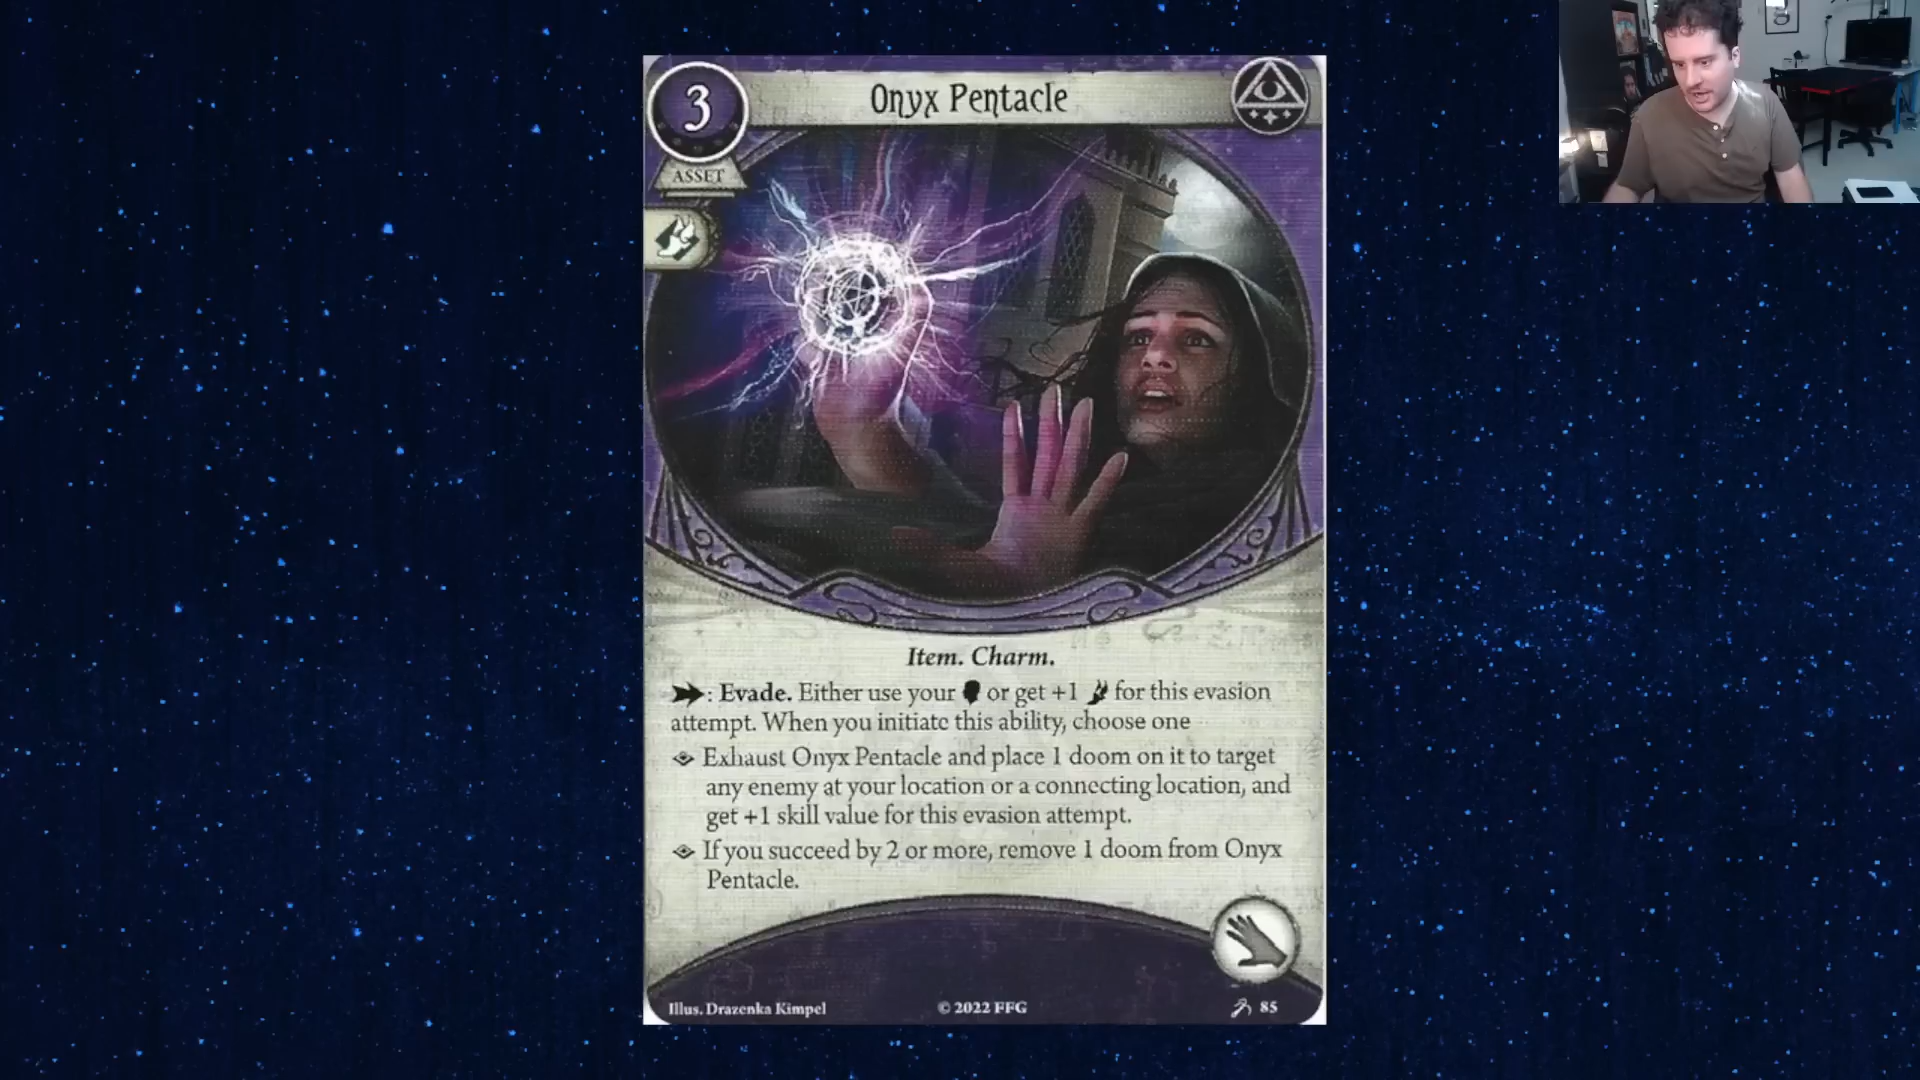 3
Onyx Pentacle
ASSET
Item. Charm.
: Evade. Either use your or get +1 for this evasion
attempt. When you initiate this ability, choose one
Exhaust Onyx Pentacle and place 1 doom on it to target
any enemy at your location or a connecting location, and
get +1 skill value for this evasion attempt.
If you succeed by 2 or more, remove 1 doom from Onyx
Pentacle.
Illus. Drazenka Kimpel
© 2022 FFG
85